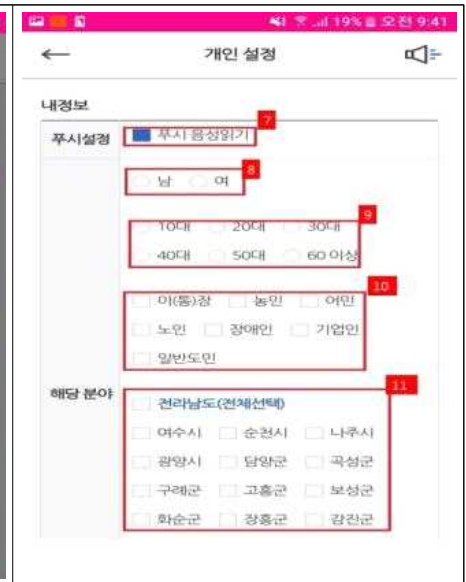 19% 오전 9:41
개인 설정
내정보
7
푸시설정 푸시 음성읽기
8
남 여
9
10대 20대 30대
40대 50대 60 이상
10
이(통)장 농민 어민
노인 장애인 기업인
일반도민
11
해당 분야 전라남도(전체선택)
여수시 순천시 나주시
광양시 담양군 곡성군
구례군 고흥군 보성군
화순군 장흥군 강진군